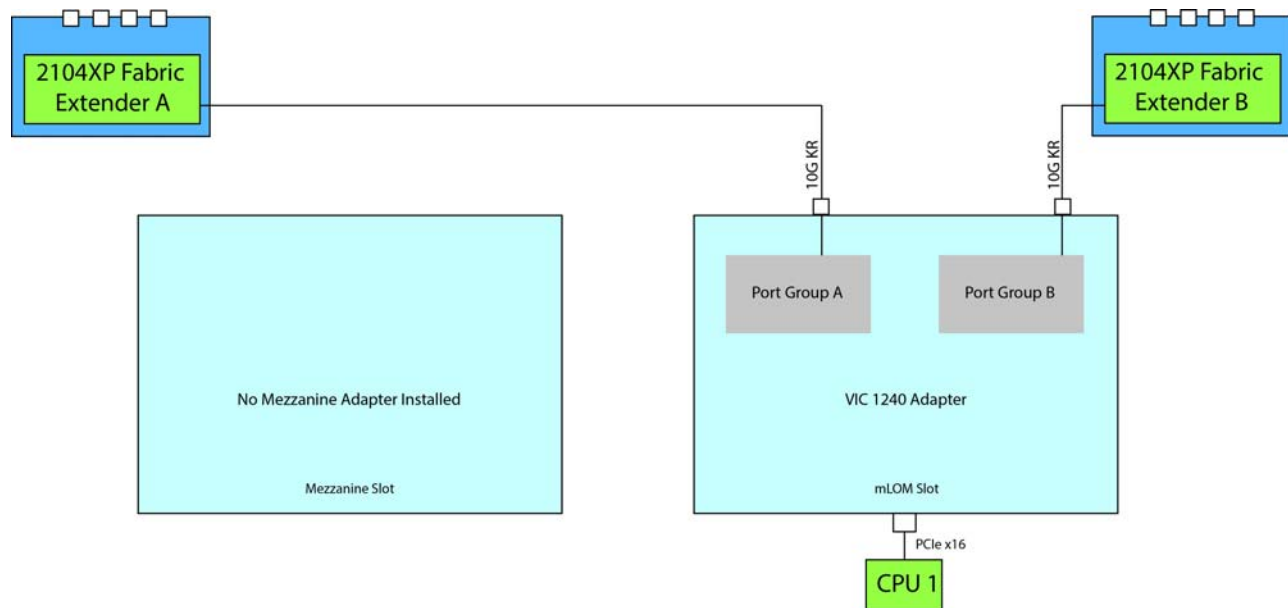 2104XP Fabric
Extender A
2104XP Fabric
Extender B
10G KR
10G KR
Port Group A
Port Group B
No Mezzanine Adapter Installed
VIC 1240 Adapter
Mezzanine Slot
mLOM Slot
PCIe x16
CPU 1